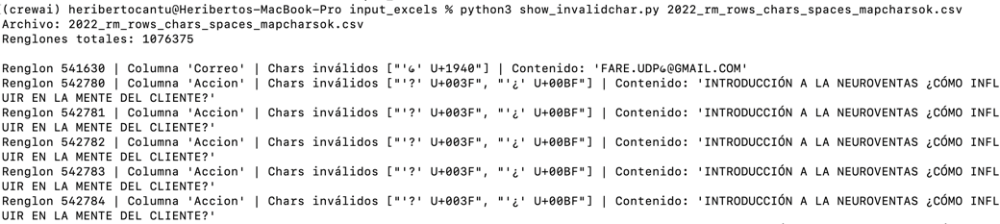 (crewai) heribertocantu@Heribertos-MacBook-Pro input_excels % python3 show_invalidchar.py 2022_rm_rows_chars_spaces_mapcharsok.csv
Archivo: 2022_rm_rows_chars_spaces_mapcharsok.csv
Renglones totales: 1076375
Renglon 541630 | Columna 'Correo' | Chars inválidos ["'᥀' U+1940"] | Contenido: 'FARE.UDP᥀@GMAIL.COM'
Renglon 542780 | Columna 'Accion' | Chars inválidos ["'?' U+003F", "'¿' U+00BF"] | Contenido: 'INTRODUCCIÓN A LA NEUROVENTAS ¿CÓMO INFL
UIR EN LA MENTE DEL CLIENTE?'
Renglon 542781 | Columna 'Accion' | Chars inválidos ["'?' U+003F", "'¿' U+00BF"] | Contenido: 'INTRODUCCIÓN A LA NEUROVENTAS ¿CÓMO INFL
UIR EN LA MENTE DEL CLIENTE?'
Renglon 542782 | Columna 'Accion' | Chars inválidos ["'?' U+003F", "'¿' U+00BF"] | Contenido: 'INTRODUCCIÓN A LA NEUROVENTAS ¿CÓMO INFL
UIR EN LA MENTE DEL CLIENTE?'
Renglon 542783 | Columna 'Accion' | Chars inválidos ["'?' U+003F", "'¿' U+00BF"] | Contenido: 'INTRODUCCIÓN A LA NEUROVENTAS ¿CÓMO INFL
UIR EN LA MENTE DEL CLIENTE?'
Renglon 542784 | Columna 'Accion' | Chars inválidos ["'?' U+003F", "'¿' U+00BF"] | Contenido: 'INTRODUCCIÓN A LA NEUROVENTAS ¿CÓMO INFL
UIR EN LA MENTE DEL CLIENTE?'